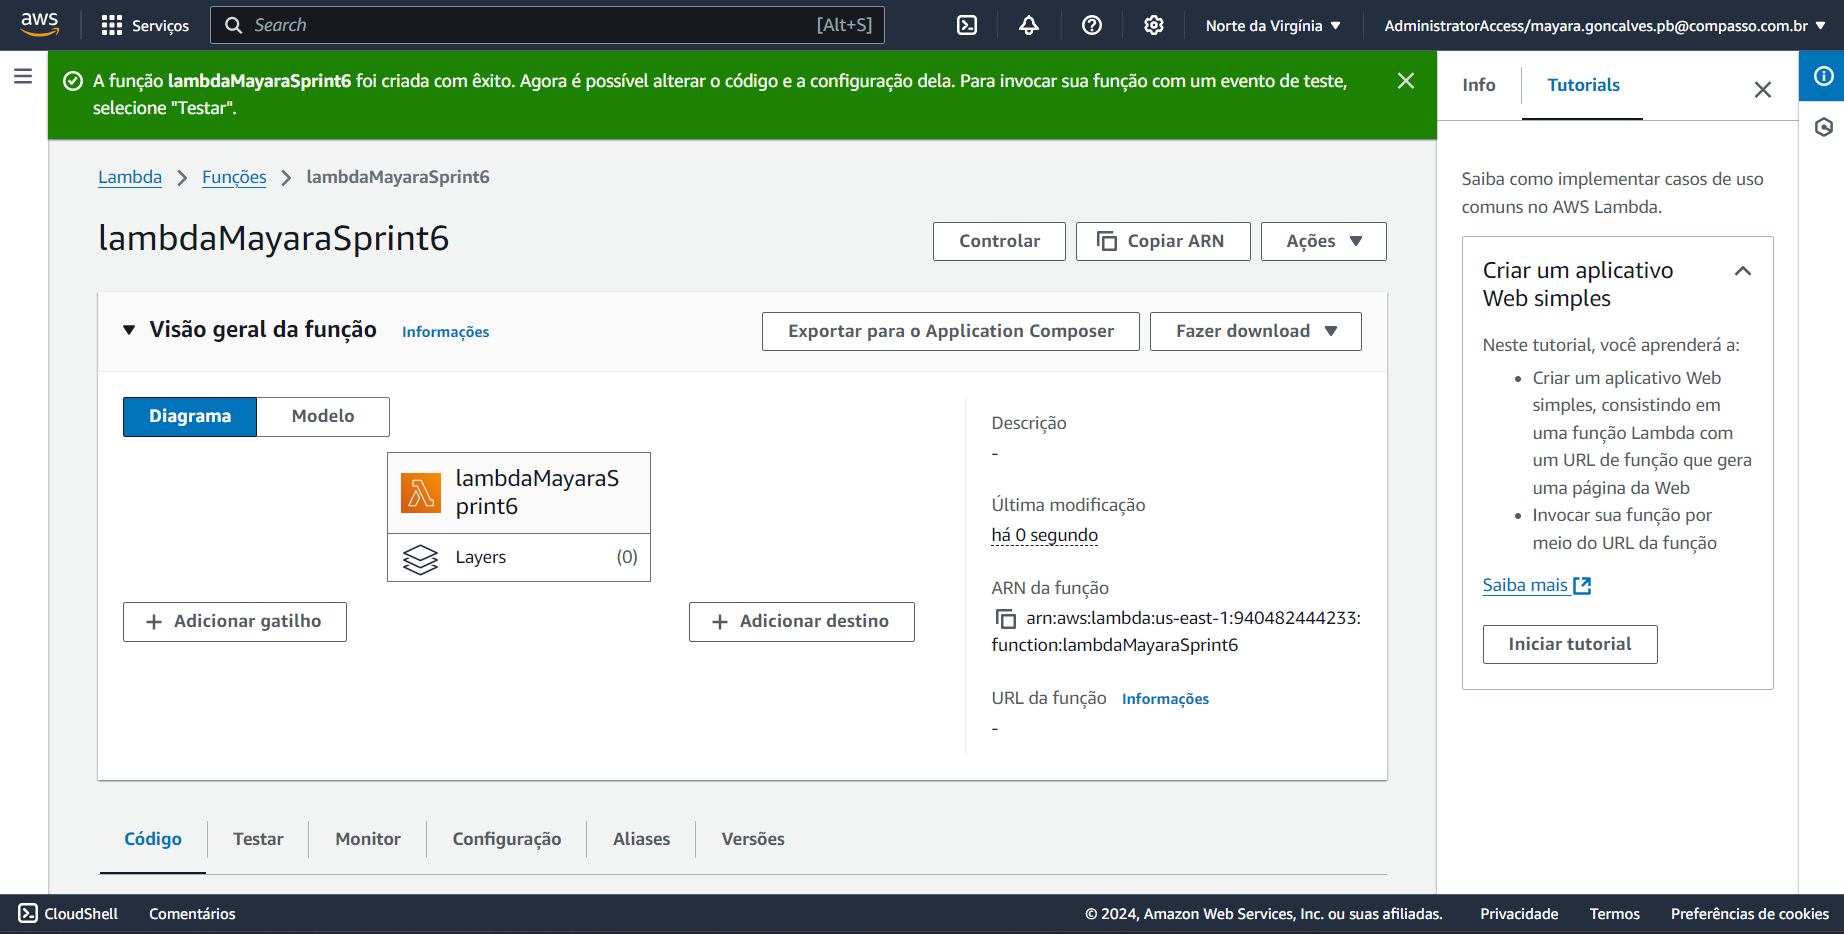 aws
Serviços
Search
[Alt+S]
Norte da Virgínia
AdministratorAccess/mayara.goncalves.pb@compasso.com.br
A função lambdaMayaraSprint6 foi criada com êxito. Agora é possível alterar o código e a configuração dela. Para invocar sua função com um evento de teste,
selecione "Testar".
Lambda
Funções
lambdaMayaraSprint6
lambdaMayaraSprint6
Controlar
Copiar ARN
Ações
Visão geral da função
Informações
Exportar para o Application Composer
Fazer download
Diagrama
Modelo
lambdaMayaraS
print6
Layers
(0)
+ Adicionar gatilho
+ Adicionar destino
Descrição
-
Última modificação
há 0 segundo
ARN da função
arn:aws:lambda:us-east-1:940482444233:
function:lambdaMayaraSprint6
URL da função
Informações
-
Código
Testar
Monitor
Configuração
Aliases
Versões
Info
Tutorials
Saiba como implementar casos de uso
comuns no AWS Lambda.
Criar um aplicativo
Web simples
Neste tutorial, você aprenderá a:
• Criar um aplicativo Web
simples, consistindo em
uma função Lambda com
um URL de função que gera
uma página da Web
• Invocar sua função por
meio do URL da função
Saiba mais
Iniciar tutorial
CloudShell
Comentários
© 2024, Amazon Web Services, Inc. ou suas afiliadas.
Privacidade
Termos
Preferências de cookies